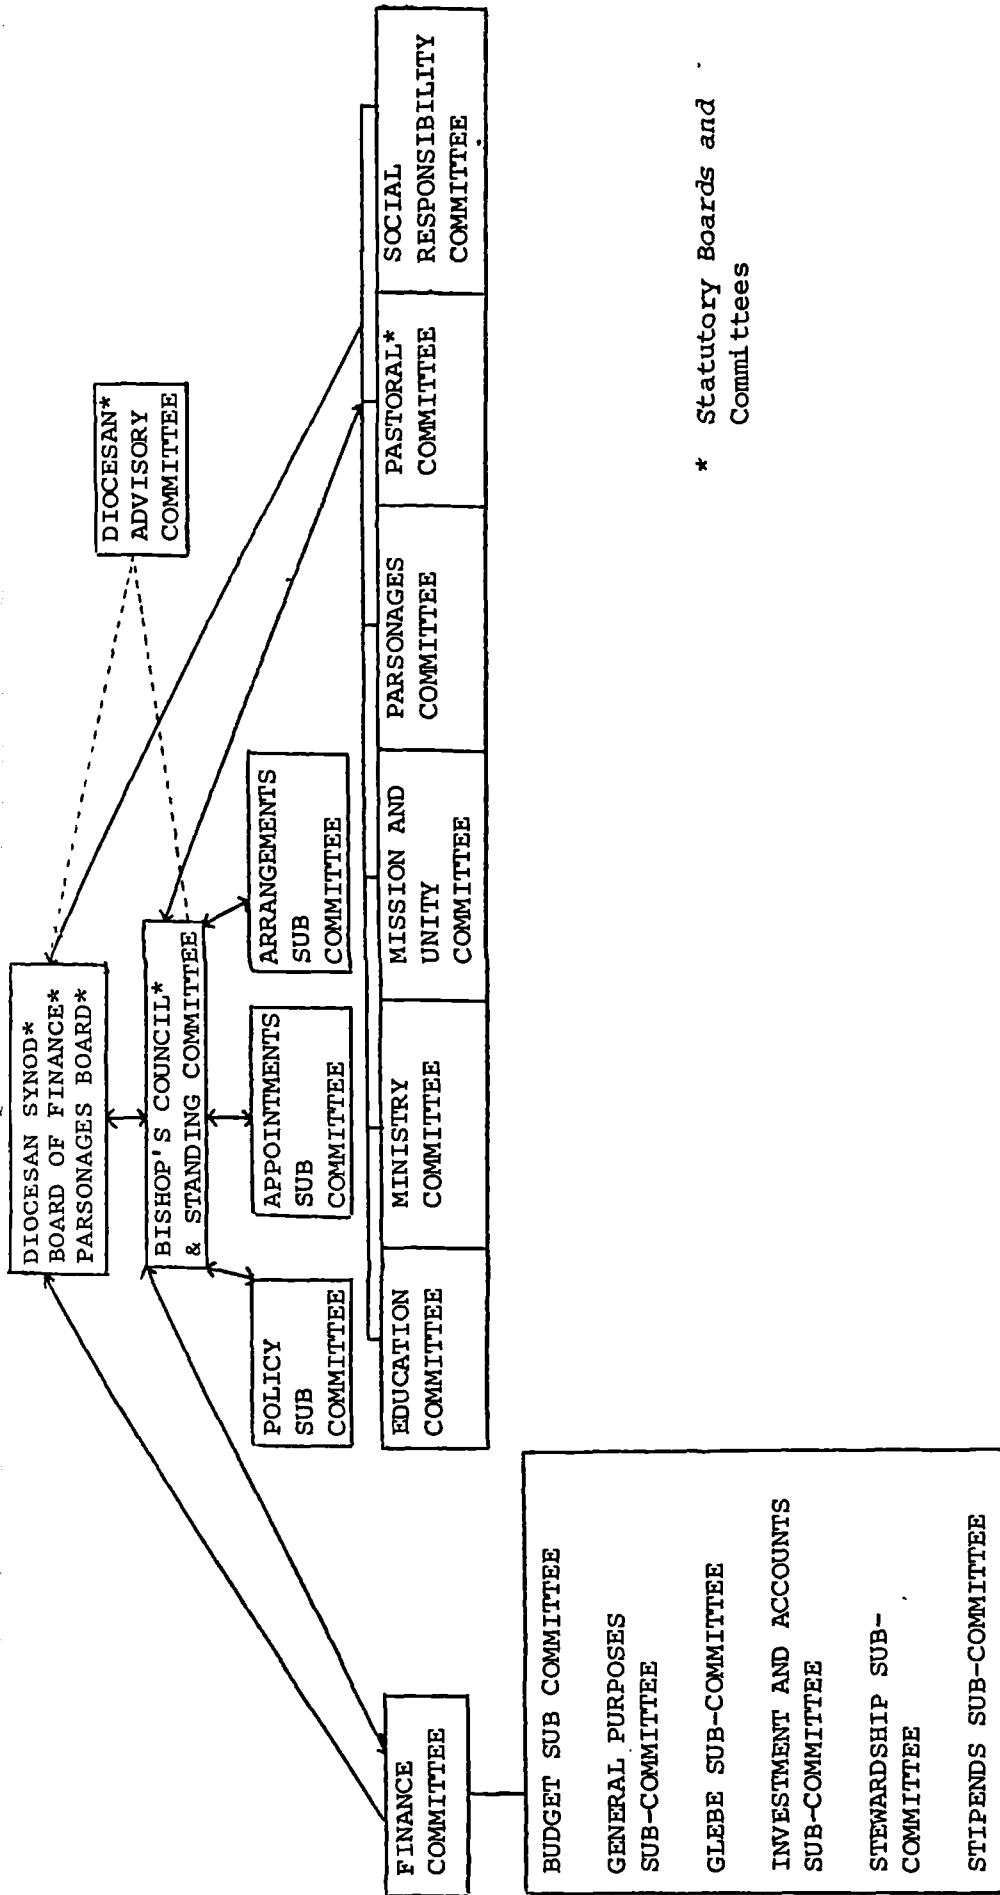 DIOCESAN SYNOD*
BOARD OF FINANCE*
PARSONAGES BOARD*
DIOCESAN*
ADVISORY
COMMITTEE
BISHOP'S COUNCIL*
& STANDING COMMITTEE
POLICY
SUB
COMMITTEE
APPOINTMENTS
SUB
COMMITTEE
ARRANGEMENTS
SUB
COMMITTEE
FINANCE
COMMITTEE
EDUCATION
COMMITTEE
MINISTRY
COMMITTEE
MISSION AND
UNITY
COMMITTEE
PARSONAGES
COMMITTEE
PASTORAL*
COMMITTEE
SOCIAL
RESPONSIBILITY
COMMITTEE
BUDGET SUB COMMITTEE
GENERAL PURPOSES
SUB-COMMITTEE
GLEBE SUB-COMMITTEE
INVESTMENT AND ACCOUNTS
SUB-COMMITTEE
STEWARDSHIP SUB-
COMMITTEE
STIPENDS SUB-COMMITTEE
* Statutory Boards and
Committees